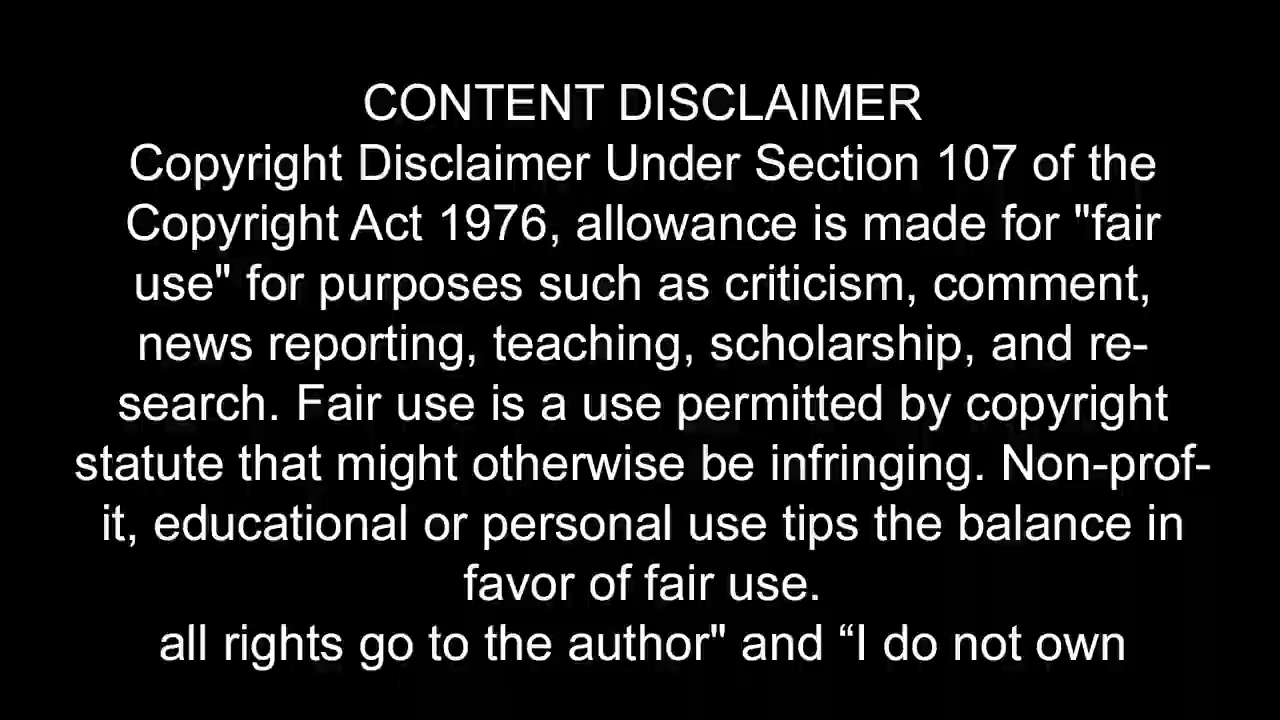 CONTENT DISCLAIMER
Copyright Disclaimer Under Section 107 of the
Copyright Act 1976, allowance is made for "fair
use" for purposes such as criticism, comment,
news reporting, teaching, scholarship, and re-
search. Fair use is a use permitted by copyright
statute that might otherwise be infringing. Non-prof-
it, educational or personal use tips the balance in
favor of fair use.
all rights go to the author" and “I do not own